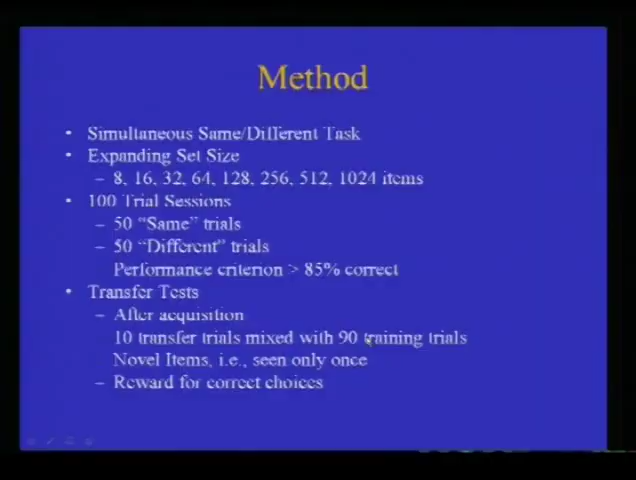 Method
• Simultaneous Same/Different Task
• Expanding Set Size
– 8, 16, 32, 64, 128, 256, 512, 1024 items
• 100 Trial Sessions
– 50 "Same" trials
– 50 "Different" trials
Performance criterion > 85% correct
• Transfer Tests
– After acquisition
10 transfer trials mixed with 90 training trials
Novel Items, i.e., seen only once
– Reward for correct choices